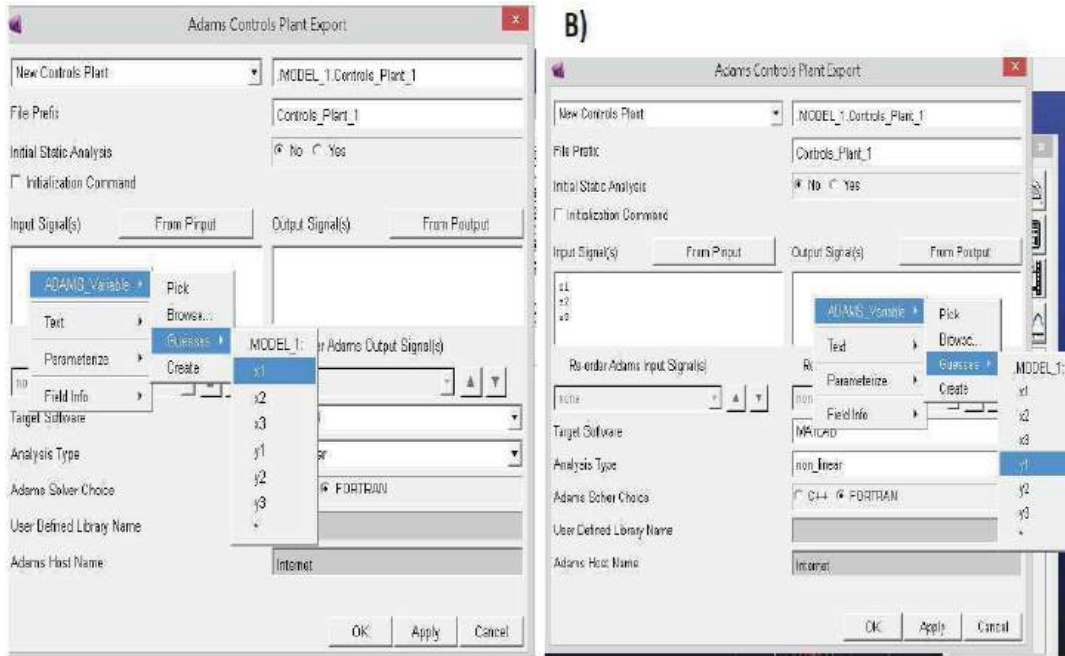 Adams Controls Plant Export
x
New Controls Plant
.MODEL_1.Controls_Plant_1
File Prefix
Controls_Plant_1
Initial Static Analysis
No Yes
Initialization Command
Input Signal(s)
From Pinput
Output Signal(s)
From Poutput
ADAMS_Variable
Text
Parameterize
Field Info
Pick
Browse...
Guesses
Create
.MODEL_1:
x1
x2
x3
y1
y2
y3
*
er Adams Output Signal(s)
Target Software
Analysis Type
Adams Solver Choice
FORTRAN
User Defined Library Name
Adams Host Name
Internet
OK
Apply
Cancel
B)
Adams Controls Plant Export
x
New Controls Plant
.MODEL_1.Controls_Plant_1
File Prefix
Controls_Plant_1
Initial Static Analysis
No Yes
Initialization Command
Input Signal(s)
From Pinput
Output Signal(s)
From Poutput
x1
x2
x3
ADAMS_Variable
Text
Parameterize
Field Info
Pick
Browse...
Guesses
Create
.MODEL_1:
x1
x2
x3
y1
y2
y3
*
Re-order Adams Input Signal(s)
none
Target Software
MATLAB
Analysis Type
non_linear
Adams Solver Choice
C++ FORTRAN
User Defined Library Name
Adams Host Name
Internet
OK
Apply
Cancel